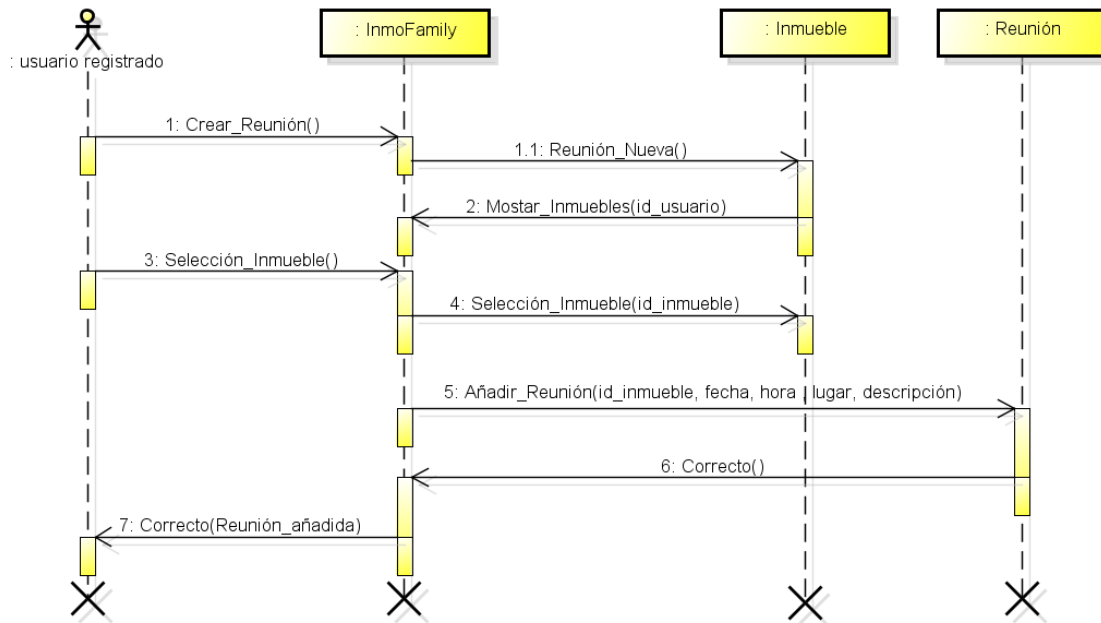 : usuario registrado
: InmoFamily
: Inmueble
: Reunión
1: Crear_Reunión()
1.1: Reunión_Nueva()
2: Mostar_Inmuebles(id_usuario)
3: Selección_Inmueble()
4: Selección_Inmueble(id_inmueble)
5: Añadir_Reunión(id_inmueble, fecha, hora , lugar, descripción)
6: Correcto()
7: Correcto(Reunión_añadida)